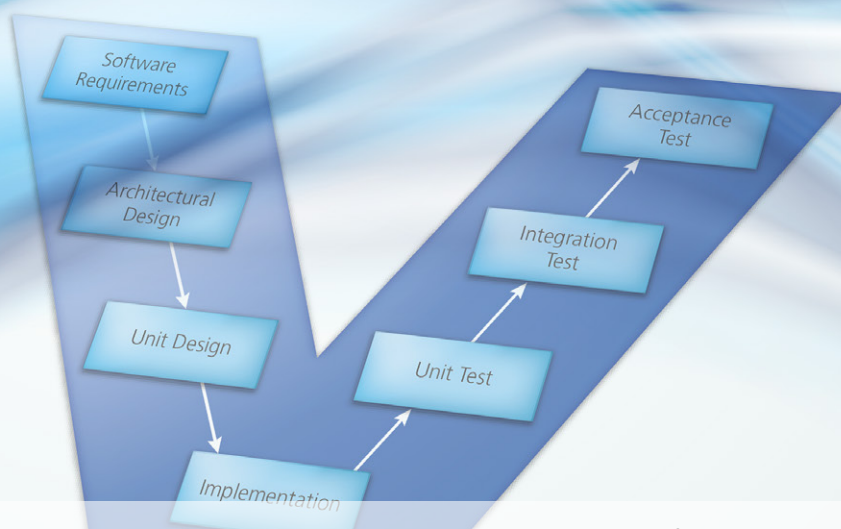 Software
Requirements
Architectural
Design
Unit Design
Implementation
Unit Test
Integration
Test
Acceptance
Test